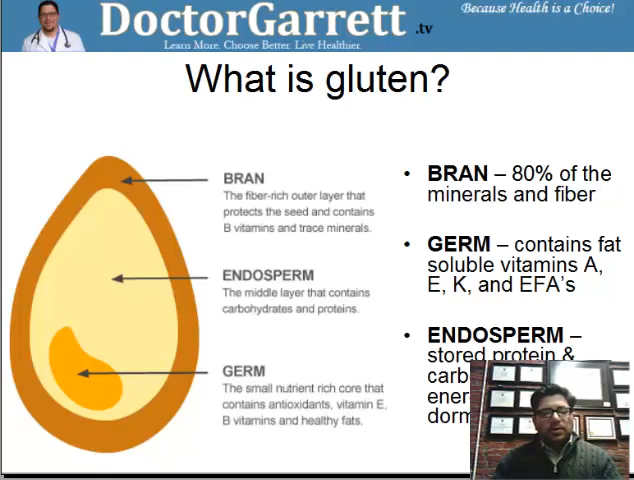 DoctorGarrett.tv
Because Health is a Choice!
Learn More. Choose Better. Live Healthier.
What is gluten?
BRAN
The fiber-rich outer layer that
protects the seed and contains
B vitamins and trace minerals.
ENDOSPERM
The middle layer that contains
carbohydrates and proteins.
GERM
The small nutrient rich core that
contains antioxidants, vitamin E,
B vitamins and healthy fats.
• BRAN – 80% of the
minerals and fiber
• GERM – contains fat
soluble vitamins A,
E, K, and EFA's
• ENDOSPERM –
stored protein &
carb
ener
dorm